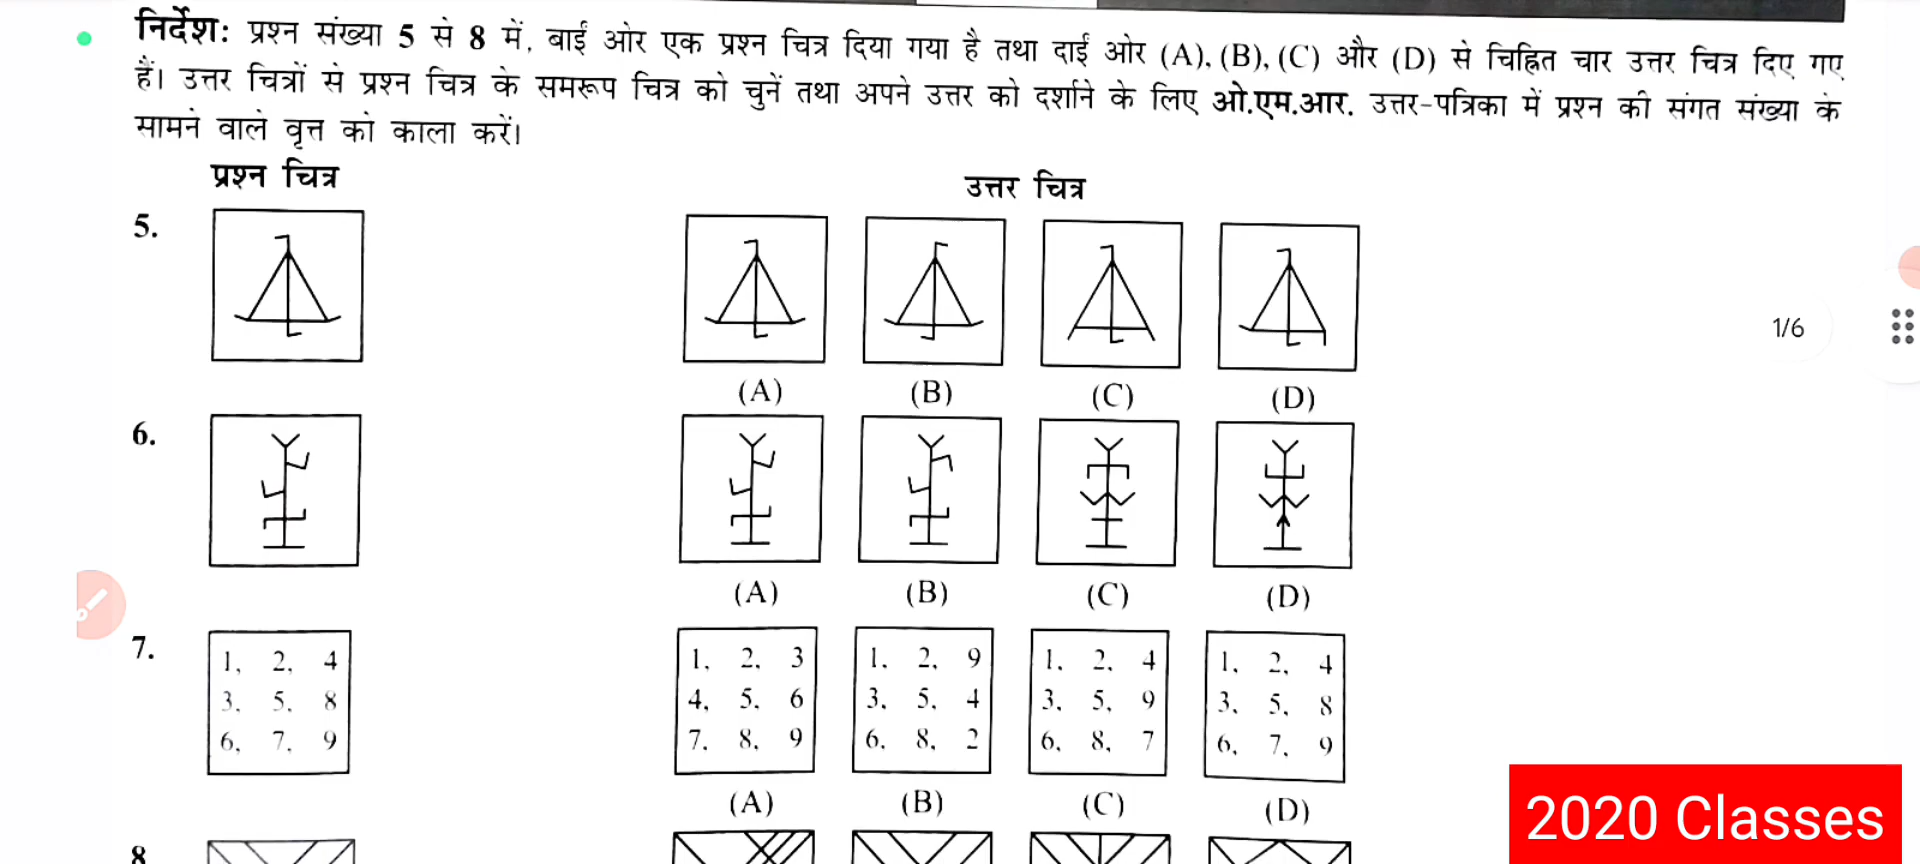 निर्देश: प्रश्न संख्या 5 से 8 में, बाईं ओर एक प्रश्न चित्र दिया गया है तथा दाईं ओर (A), (B), (C) और (D) से चिह्नित चार उत्तर चित्र दिए गए
हैं। उत्तर चित्रों से प्रश्न चित्र के समरूप चित्र को चुनें तथा अपने उत्तर को दर्शाने के लिए ओ.एम.आर. उत्तर-पत्रिका में प्रश्न की संगत संख्या के
सामने वाले वृत्त को काला करें।
प्रश्न चित्र
उत्तर चित्र
5.
(A) (B) (C) (D)
1/6
6.
(A) (B) (C) (D)
7.
1, 2, 4
3, 5, 8
6, 7, 9
1, 2, 3
4, 5, 6
7, 8, 9
1, 2, 9
3, 5, 4
6, 8, 2
1, 2, 4
3, 5, 9
6, 8, 7
1, 2, 4
3, 5, 8
6, 7, 9
(A) (B) (C) (D)
8
2020 Classes